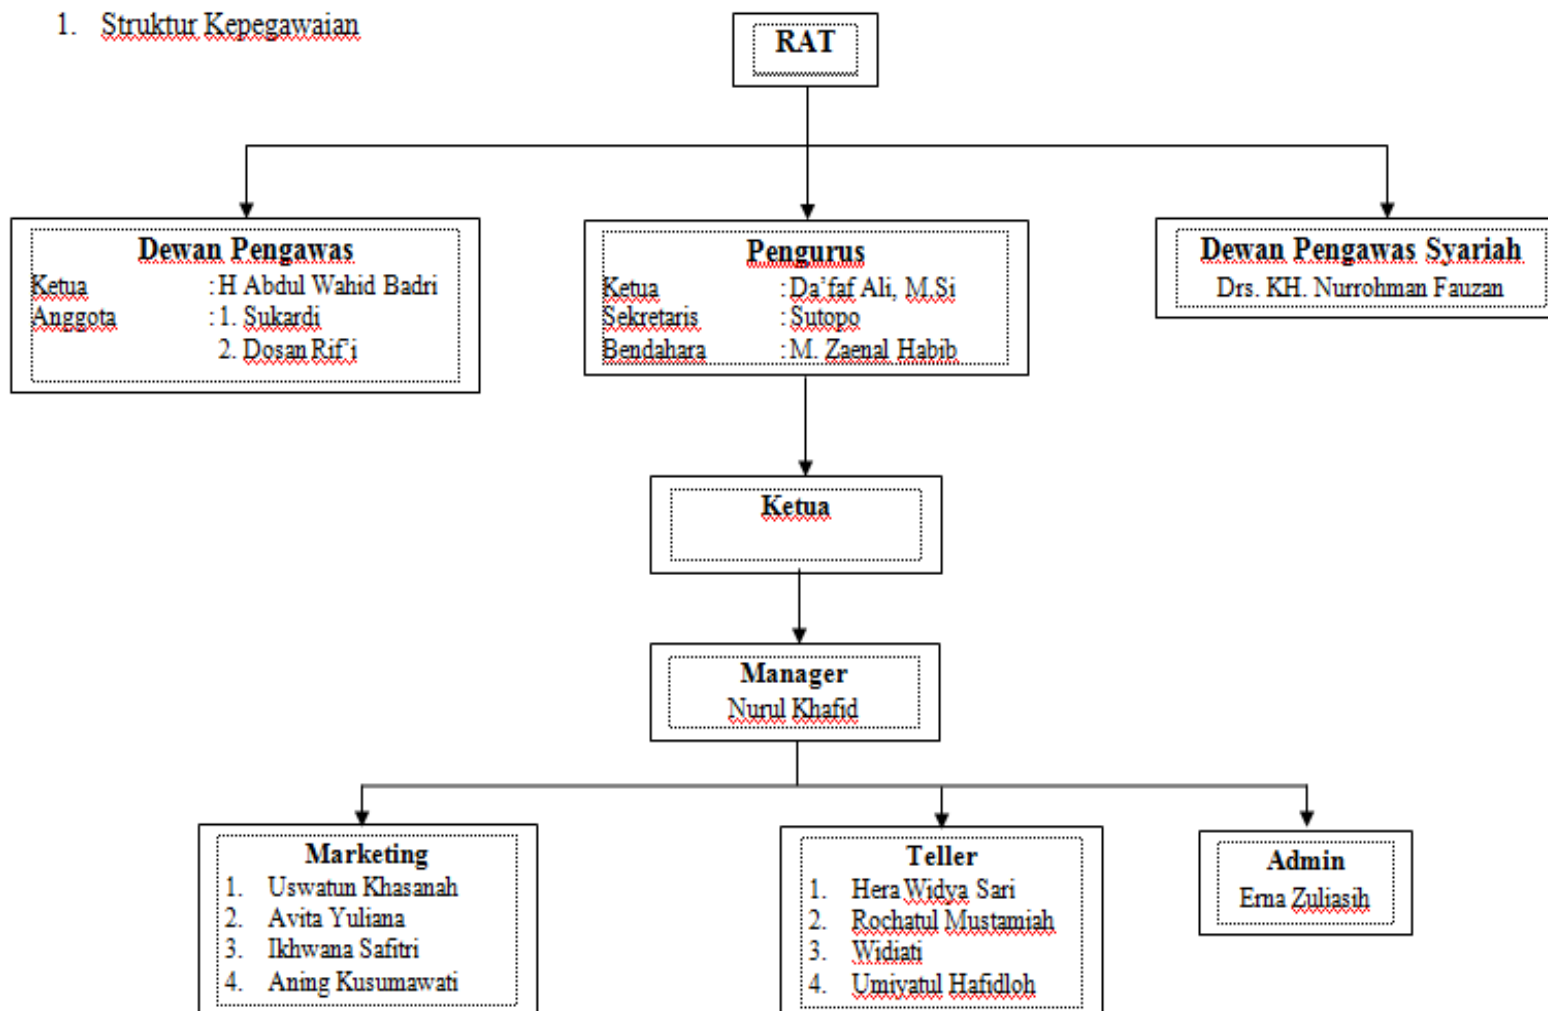 1. Struktur Kepegawaian
RAT
Dewan Pengawas
Ketua : H Abdul Wahid Badri
Anggota : 1. Sukardi
2. Dosan Rif'i
Pengurus
Ketua : Da'faf Ali, M.Si
Sekretaris : Sutopo
Bendahara : M. Zaenal Habib
Dewan Pengawas Syariah
Drs. KH. Nurrohman Fauzan
Ketua
Manager
Nurul Khafid
Marketing
1. Uswatun Khasanah
2. Avita Yuliana
3. Ikhwana Safitri
4. Aning Kusumawati
Teller
1. Hera Widya Sari
2. Rochatul Mustamiah
3. Widiati
4. Umiyatul Hafidloh
Admin
Erna Zuliasih